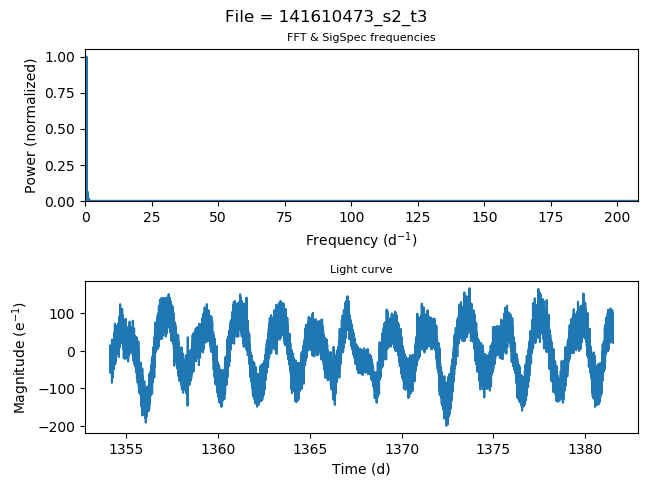 File = 141610473_s2_t3
FFT & SigSpec frequencies
Power (normalized)
1.00
0.75
0.50
0.25
0.00
0 25 50 75 100 125 150 175 200
Frequency (d⁻¹)
Light curve
Magnitude (e⁻¹)
100
0
−100
−200
1355 1360 1365 1370 1375 1380
Time (d)